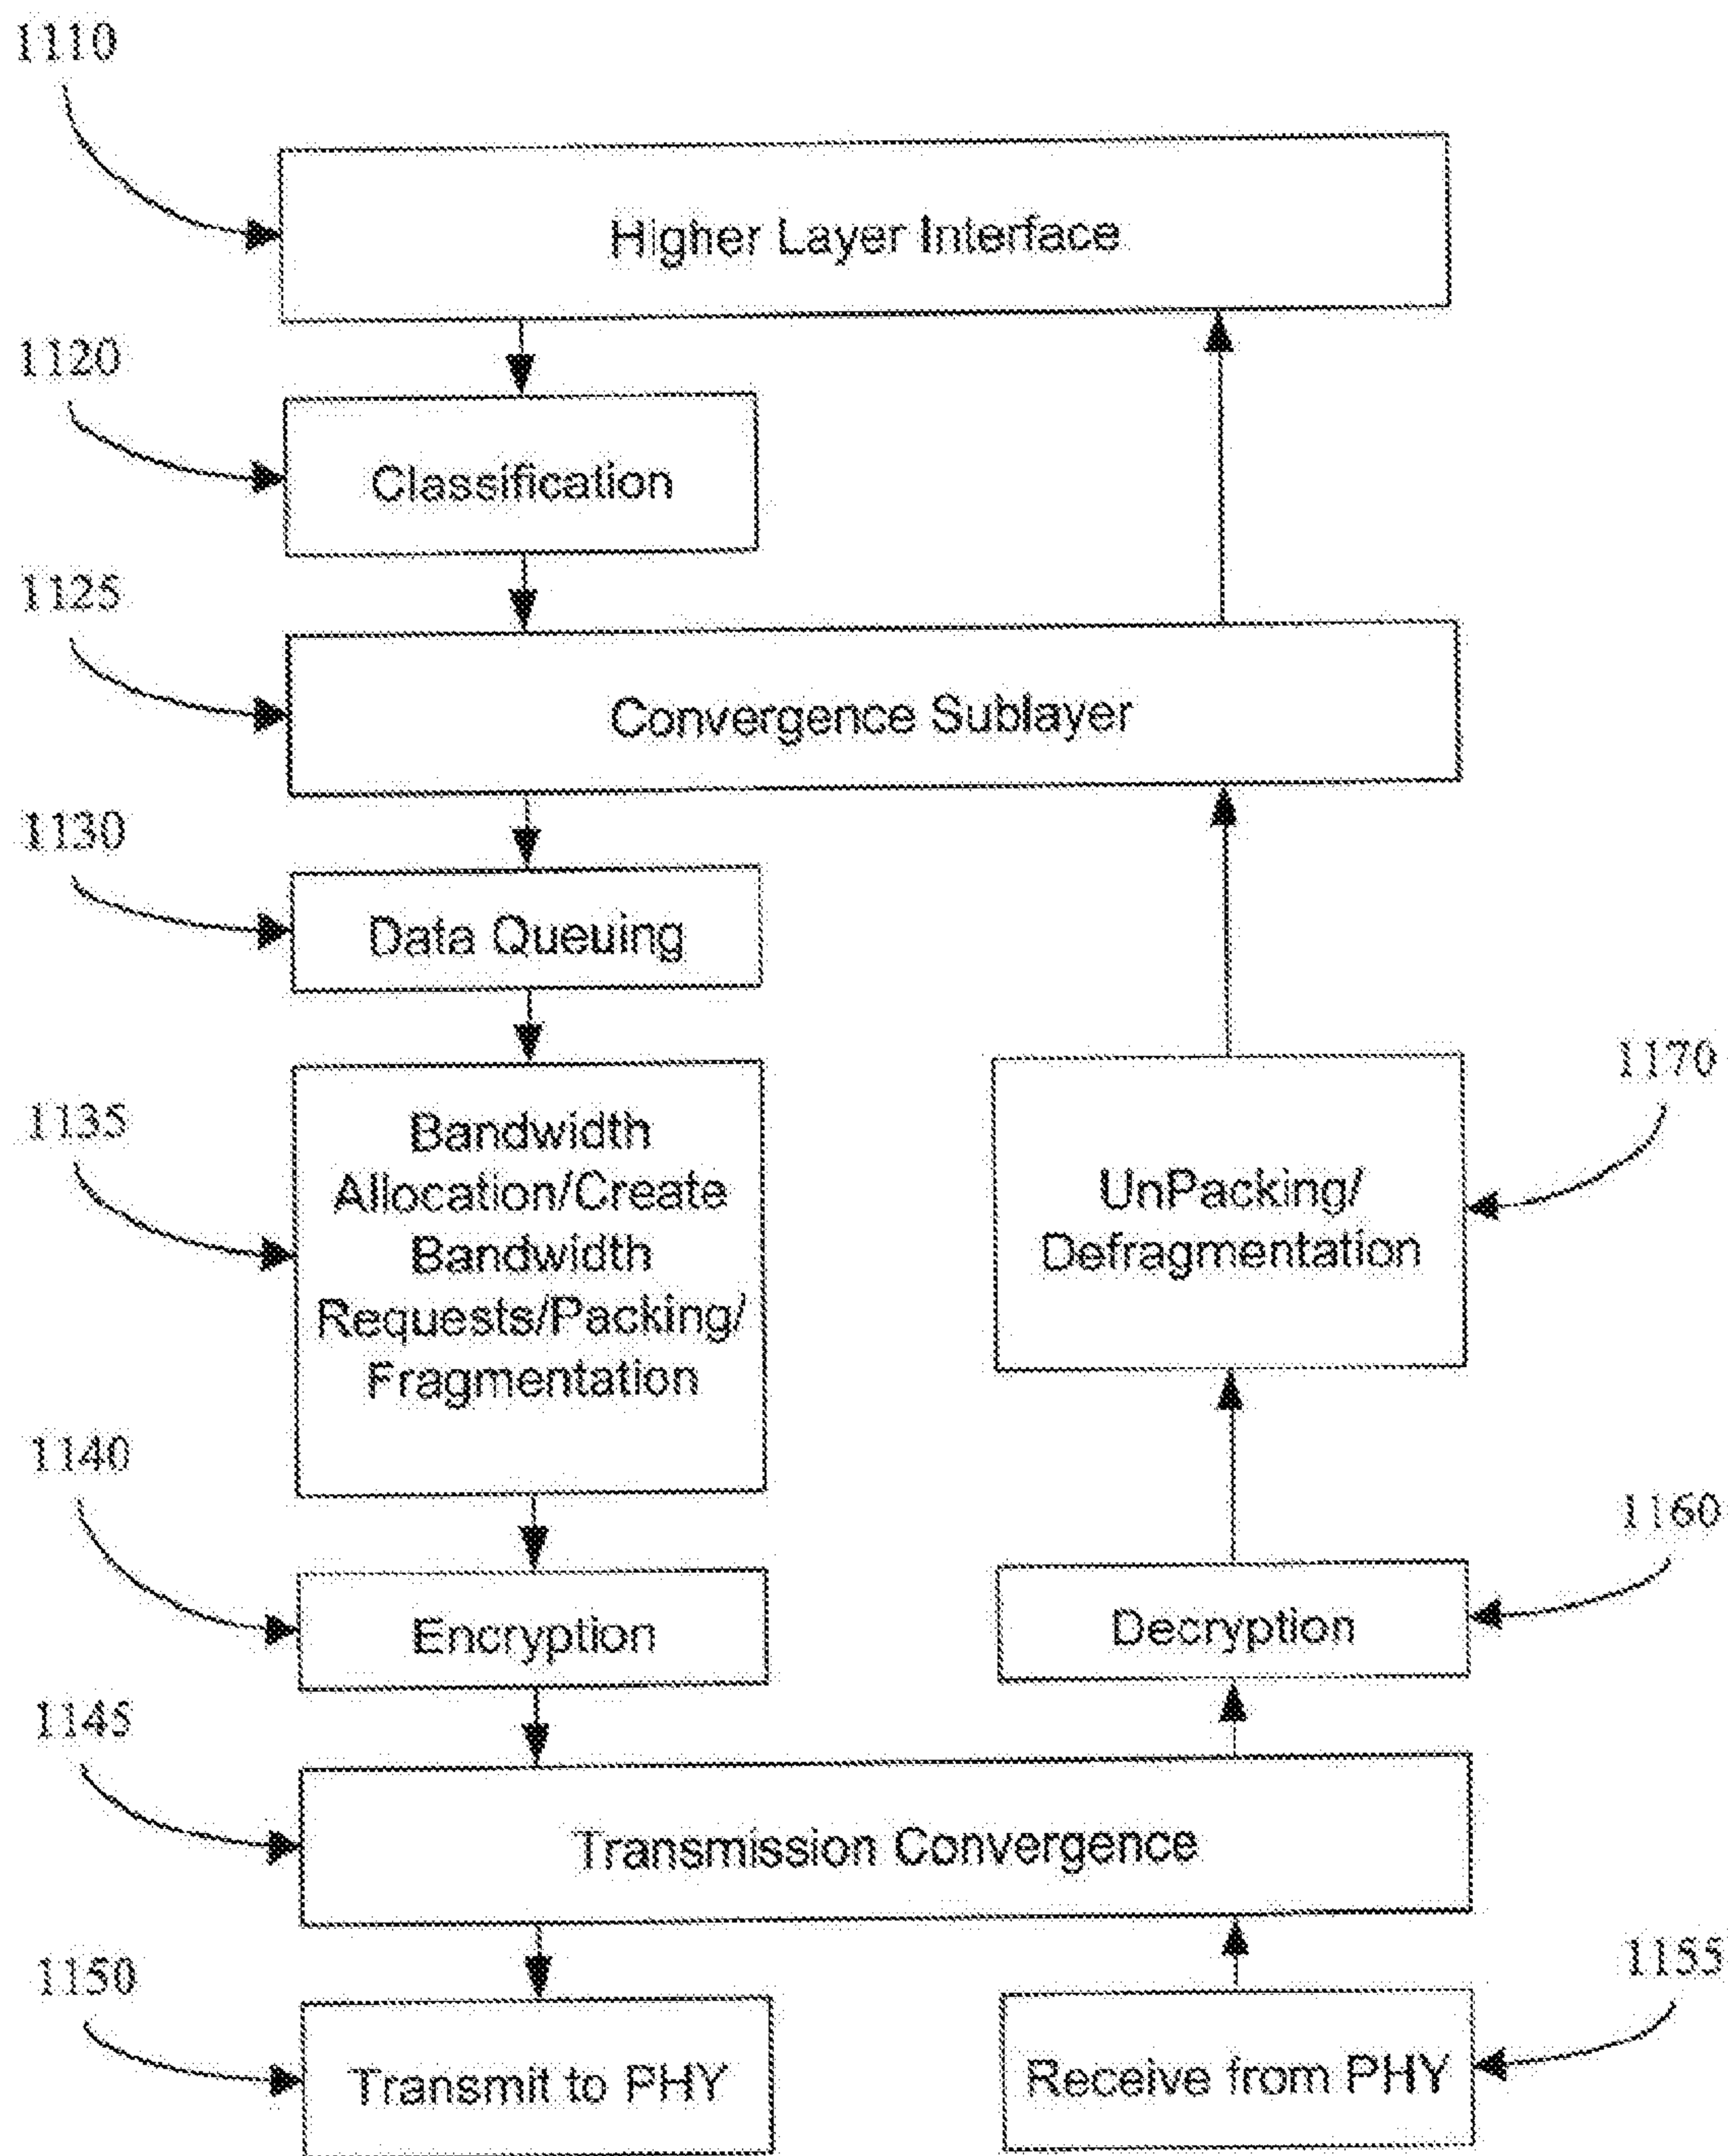 1110
Higher Layer Interface
1120
Classification
1125
Convergence Sublayer
1130
Data Queuing
1135
Bandwidth
Allocation/Create
Bandwidth
Requests/Packing/
Fragmentation
1170
UnPacking/
Defragmentation
1140
Encryption
1160
Decryption
1145
Transmission Convergence
1150
Transmit to PHY
1155
Receive from PHY